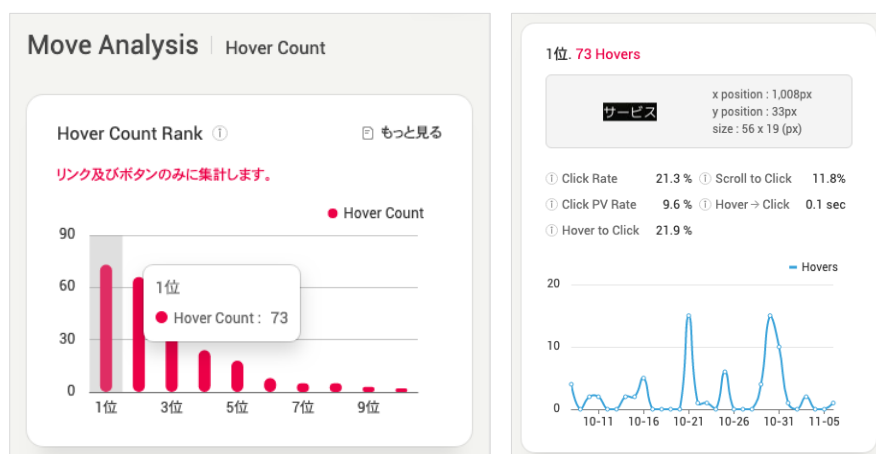 Move Analysis | Hover Count
Hover Count Rank
もっと見る
リンク及びボタンのみに集計します。
Hover Count
90
60
30
0
1位
Hover Count : 73
1位 3位 5位 7位 9位
1位. 73 Hovers
サービス
x position : 1,008px
y position : 33px
size : 56 x 19 (px)
Click Rate 21.3 % Scroll to Click 11.8%
Click PV Rate 9.6 % Hover → Click 0.1 sec
Hover to Click 21.9 %
Hovers
20
10
0
10-11 10-16 10-21 10-26 10-31 11-05